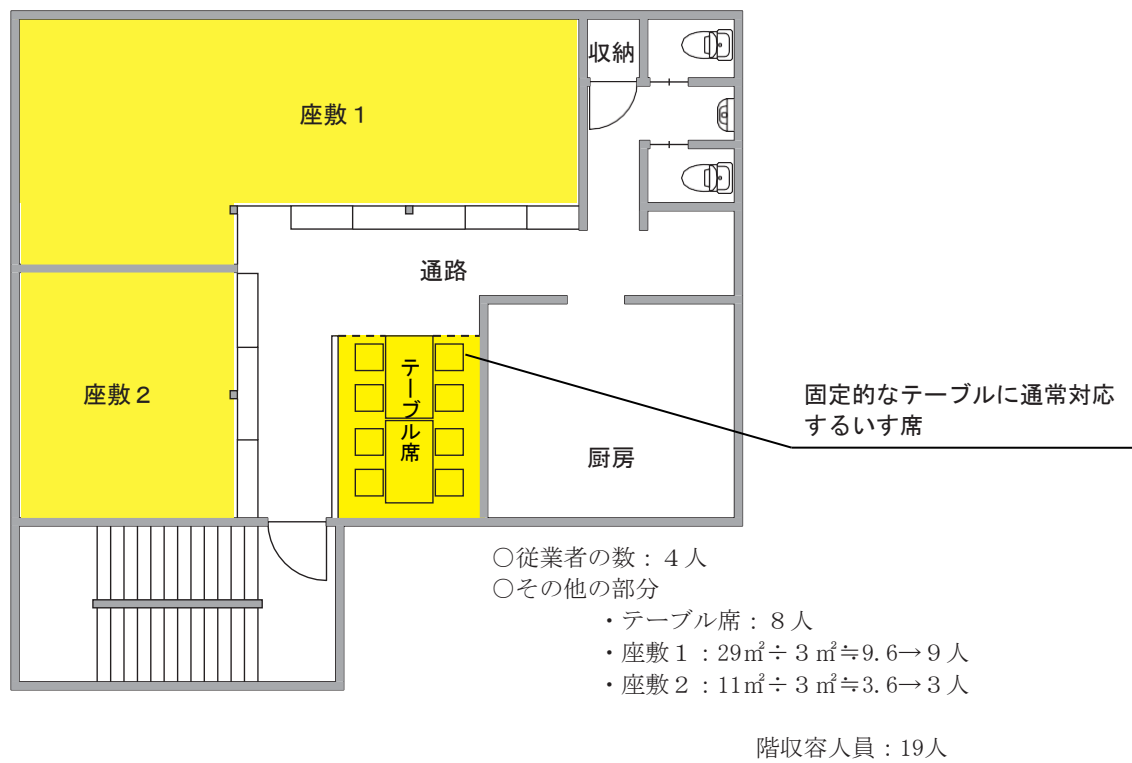 収納
座敷１
通路
座敷２
テーブル席
厨房
固定的なテーブルに通常対応
するいす席
○従業者の数：４人
○その他の部分
・テーブル席：８人
・座敷１：29㎡÷３㎡≒9.6→９人
・座敷２：11㎡÷３㎡≒3.6→３人
階収容人員：19人